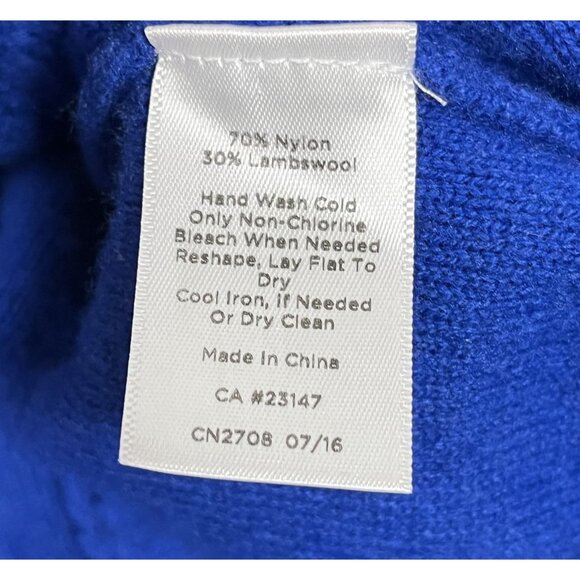 70% Nylon
30% Lambswool
Hand Wash Cold
Only Non-Chlorine
Bleach When Needed
Reshape, Lay Flat To
Dry
Cool Iron, If Needed
Or Dry Clean
Made In China
CA #23147
CN2708 07/16